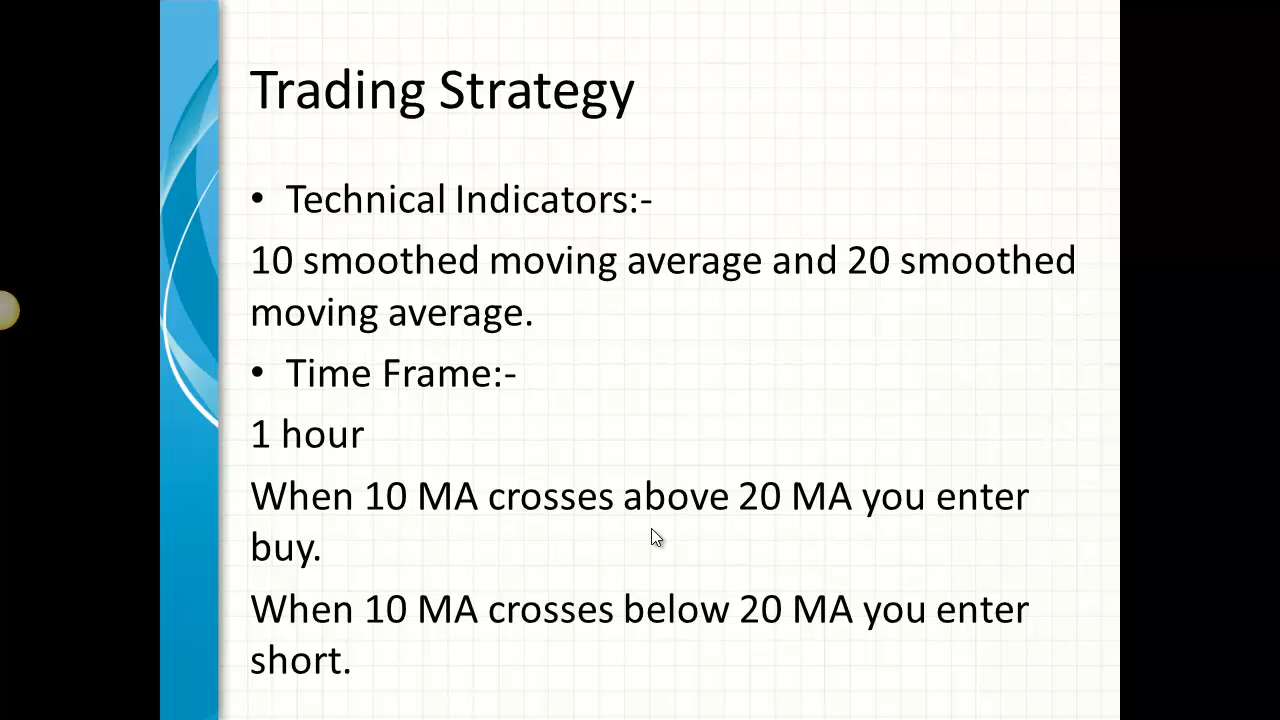 Trading Strategy
• Technical Indicators:-
10 smoothed moving average and 20 smoothed
moving average.
• Time Frame:-
1 hour
When 10 MA crosses above 20 MA you enter
buy.
When 10 MA crosses below 20 MA you enter
short.